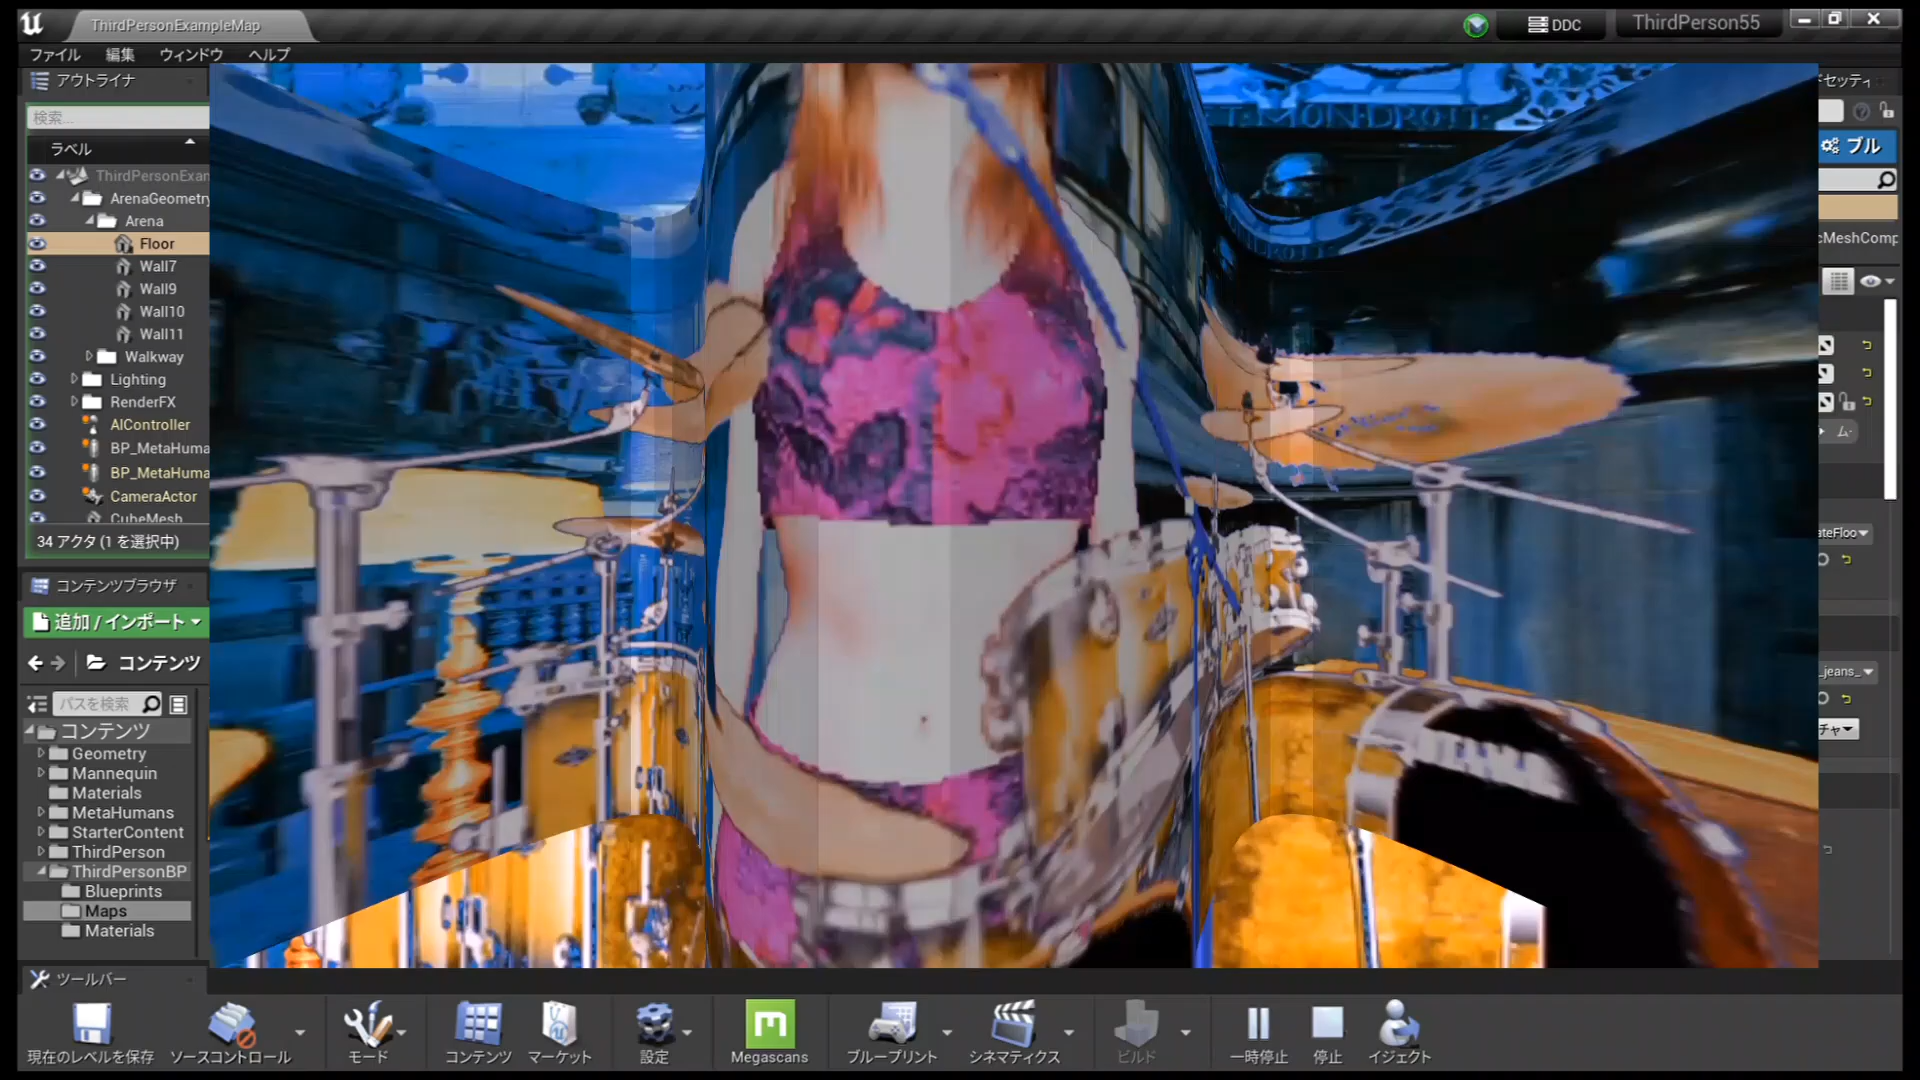 ThirdPersonExampleMap
DDC
ThirdPerson55
ファイル 編集 ウィンドウ ヘルプ
アウトライナ
検索...
ラベル
ThirdPersonExan
ArenaGeometry
Arena
Floor
Wall7
Wall9
Wall10
Wall11
Walkway
Lighting
RenderFX
AIController
BP_MetaHuma
BP_MetaHuma
CameraActor
CubeMesh
34 アクタ (1 を選択中)
コンテンツブラウザ
追加 / インポート
コンテンツ
パスを検索
コンテンツ
Geometry
Mannequin
Materials
MetaHumans
StarterContent
ThirdPerson
ThirdPersonBP
Blueprints
Maps
Materials
T MON DROIT
セッティ
ブル
cMeshComp
ム
ateFloo
_jeans_
チャ
ツールバー
現在のレベルを保存
ソースコントロール
モード
コンテンツ
マーケット
設定
Megascans
ブループリント
シネマティクス
ビルド
一時停止
停止
イジェクト